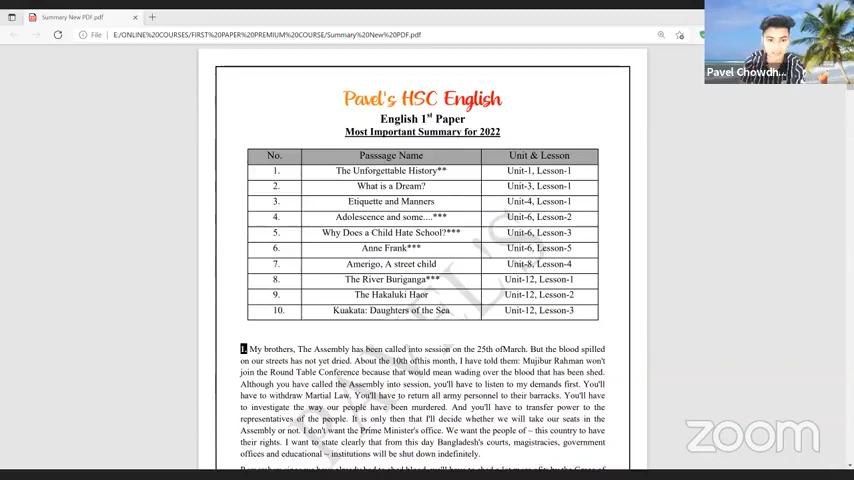 Summary New PDF.pdf
File
E:/ONLINE%20COURSES/FIRST%20PAPER%20PREMIUM%20COURSE/Summary%20New%20PDF.pdf
Pavel Chowdh...
Pavel's HSC English
English 1st Paper
Most Important Summary for 2022
No. Passsage Name Unit & Lesson
1. The Unforgettable History** Unit-1, Lesson-1
2. What is a Dream? Unit-3, Lesson-1
3. Etiquette and Manners Unit-4, Lesson-1
4. Adolescence and some....*** Unit-6, Lesson-2
5. Why Does a Child Hate School?*** Unit-6, Lesson-3
6. Anne Frank*** Unit-6, Lesson-5
7. Amerigo, A street child Unit-8, Lesson-4
8. The River Buriganga*** Unit-12, Lesson-1
9. The Hakaluki Haor Unit-12, Lesson-2
10. Kuakata: Daughters of the Sea Unit-12, Lesson-3
PAVEL'S
1. My brothers, The Assembly has been called into session on the 25th ofMarch. But the blood spilled
on our streets has not yet dried. About the 10th ofthis month, I have told them: Mujibur Rahman won't
join the Round Table Conference because that would mean wading over the blood that has been shed.
Although you have called the Assembly into session, you'll have to listen to my demands first. You'll
have to withdraw Martial Law. You'll have to return all army personnel to their barracks. You'll have
to investigate the way our people have been murdered. And you'll have to transfer power to the
representatives of the people. It is only then that I'll decide whether we will take our seats in the
Assembly or not. I don't want the Prime Minister's office. We want the people of – this country to have
their rights. I want to state clearly that from this day Bangladesh's courts, magistracies, government
offices and educational – institutions will be shut down indefinitely.
zoom